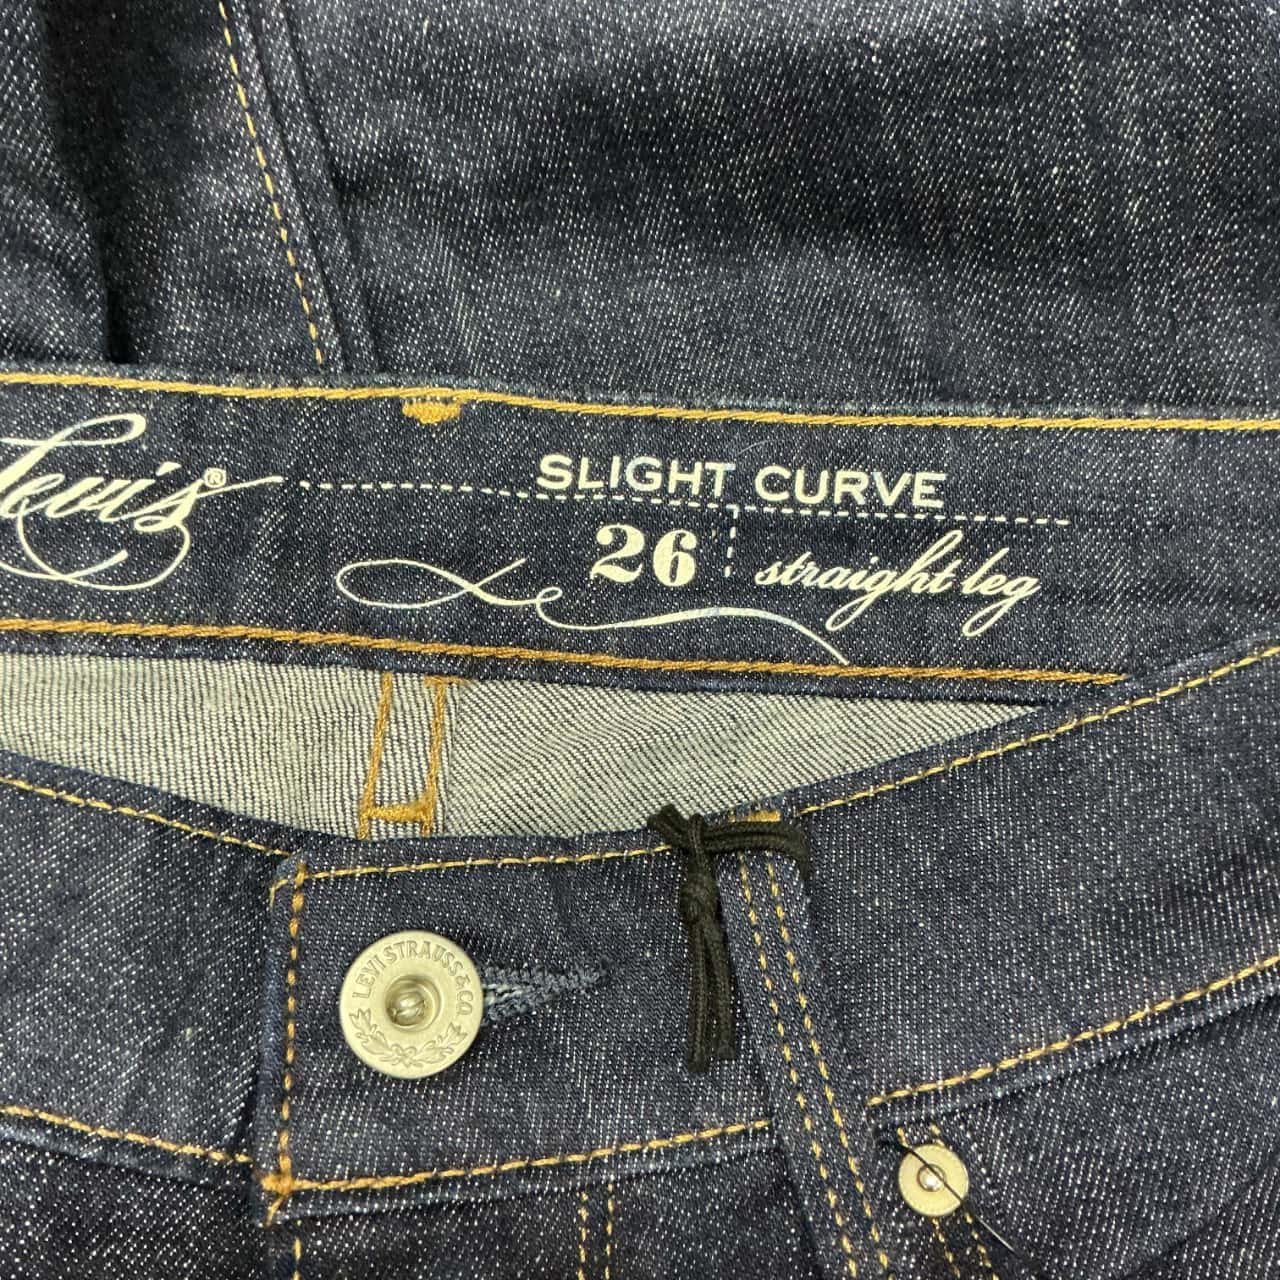 Levi's®
SLIGHT CURVE
26 straight leg
LEVI STRAUSS & CO.